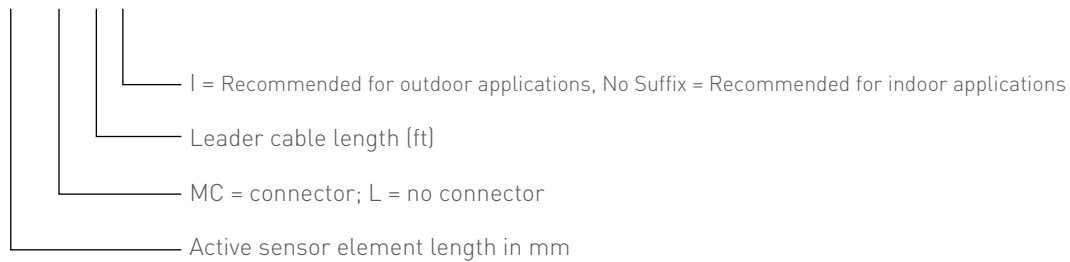 I = Recommended for outdoor applications, No Suffix = Recommended for indoor applications
Leader cable length (ft)
MC = connector; L = no connector
Active sensor element length in mm